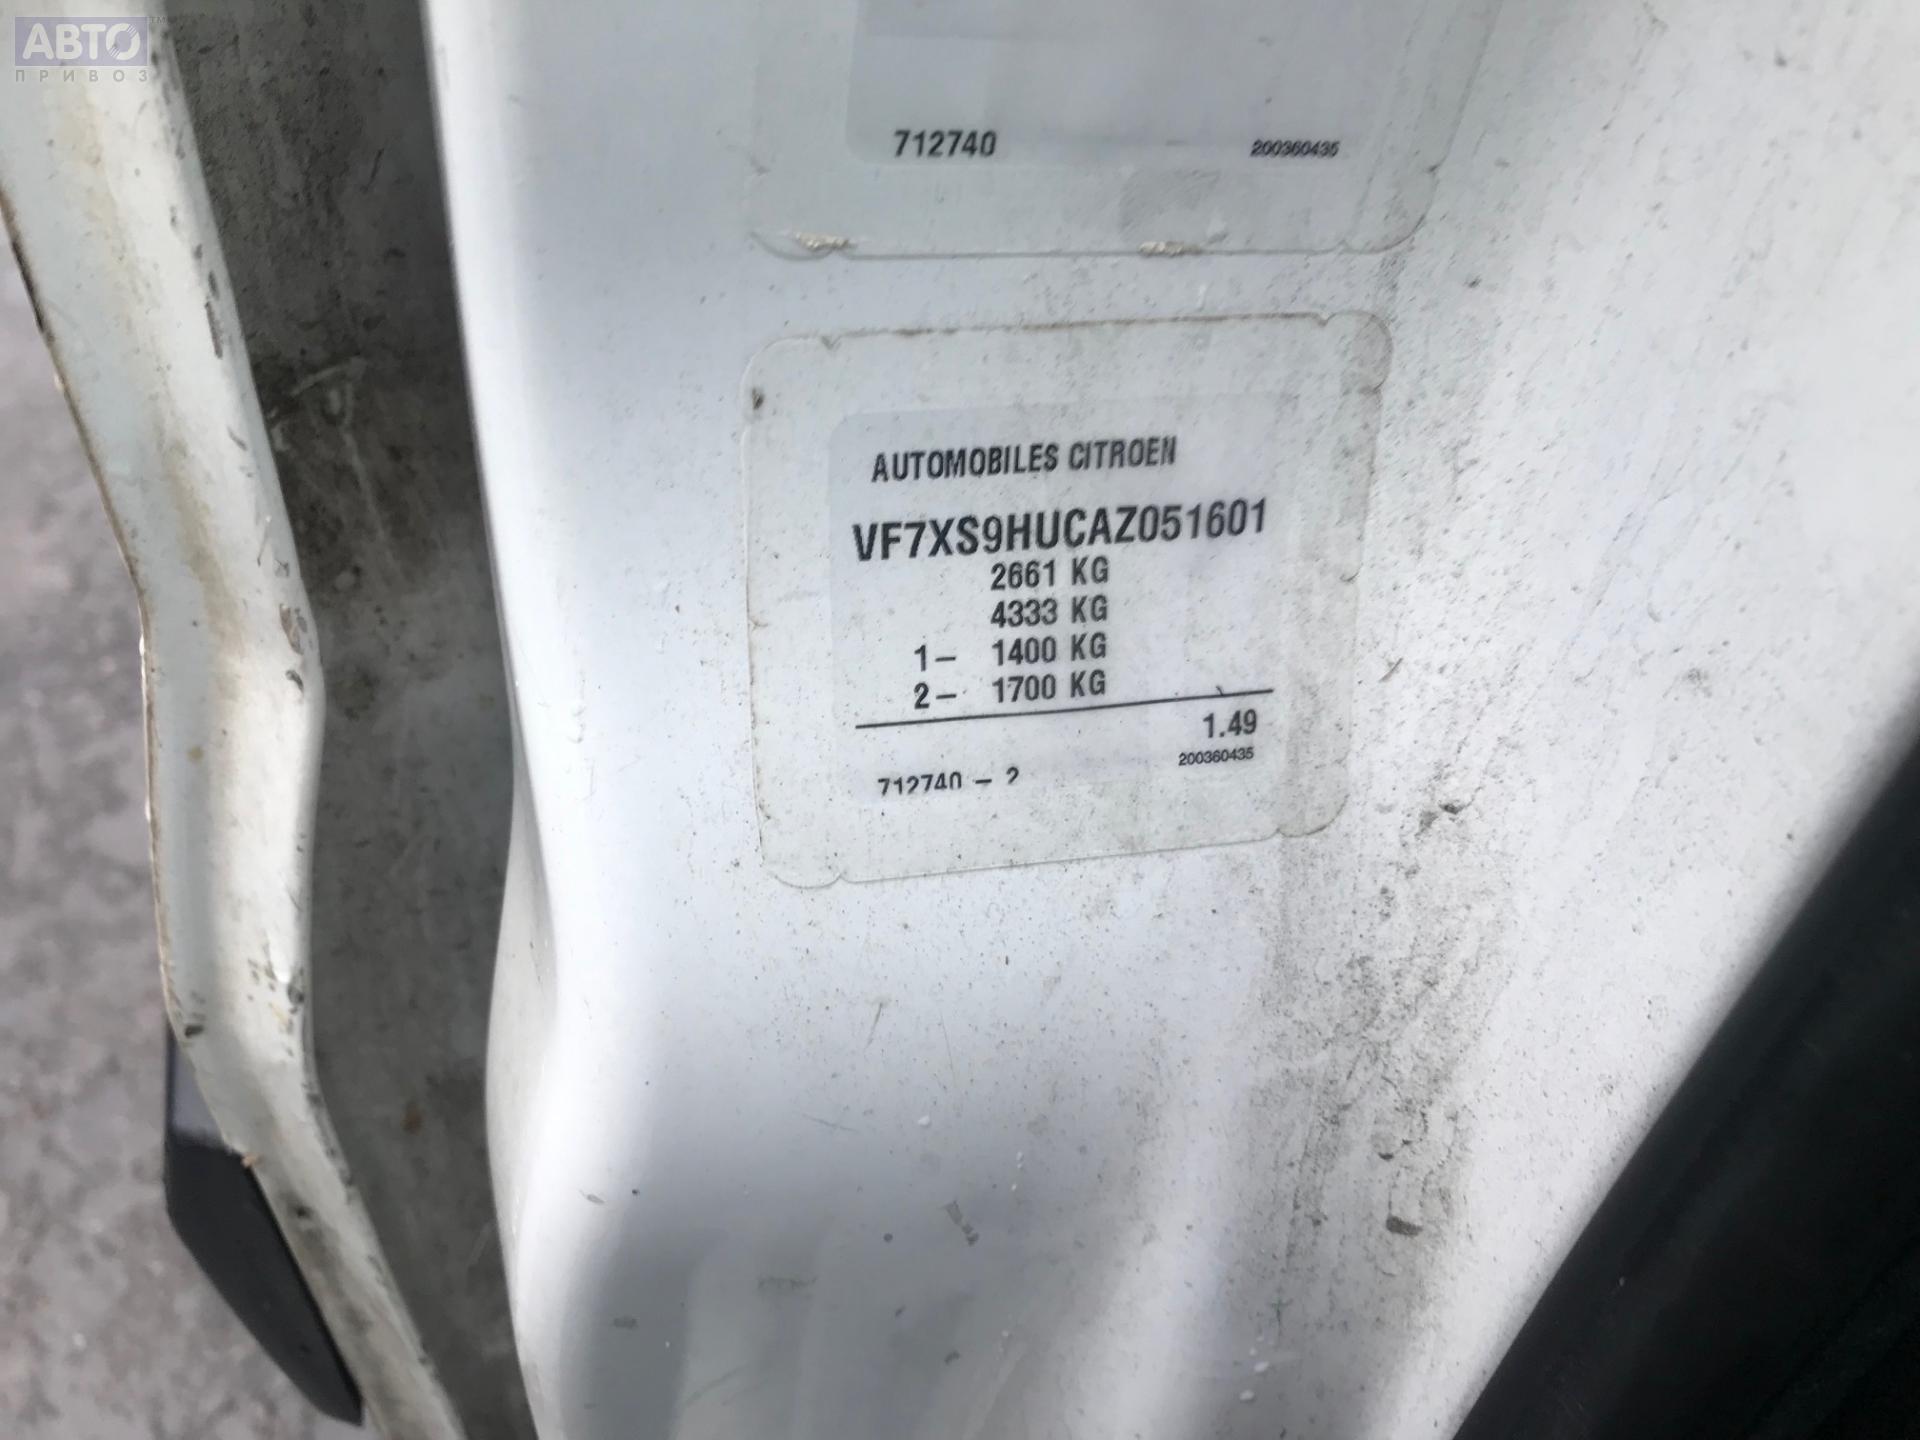 АВТО TM
ПРИВОЗ
712740 200360435
AUTOMOBILES CITROEN
VF7XS9HUCAZ051601
2661 KG
4333 KG
1- 1400 KG
2- 1700 KG
1.49
200360435
712740 - 2